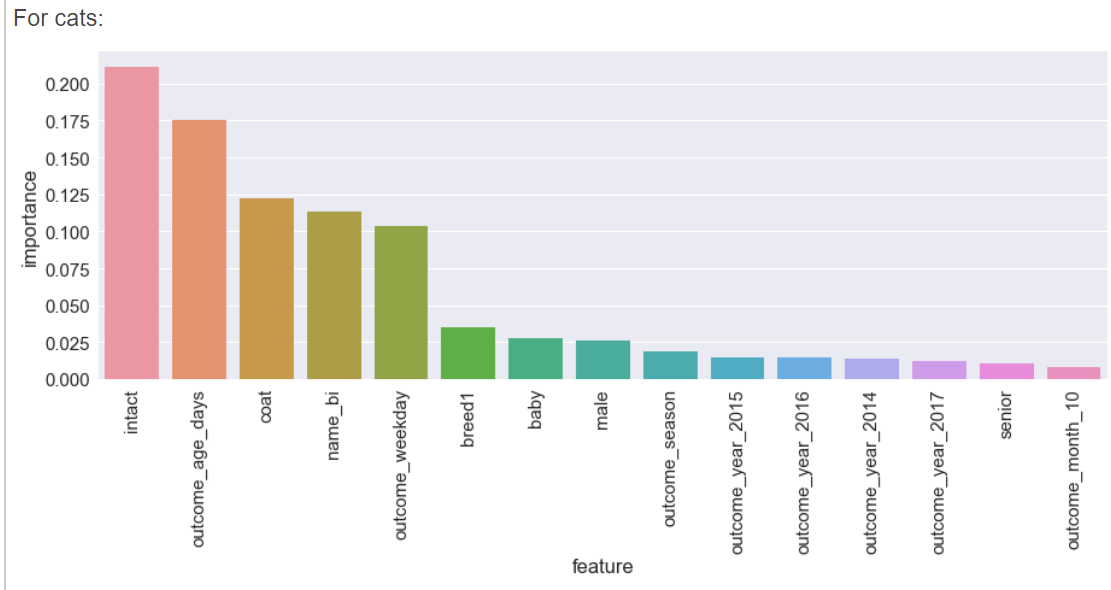 For cats:
importance
0.200
0.175
0.150
0.125
0.100
0.075
0.050
0.025
0.000
intact
outcome_age_days
coat
name_bi
outcome_weekday
breed1
baby
male
outcome_season
outcome_year_2015
outcome_year_2016
outcome_year_2014
outcome_year_2017
senior
outcome_month_10
feature